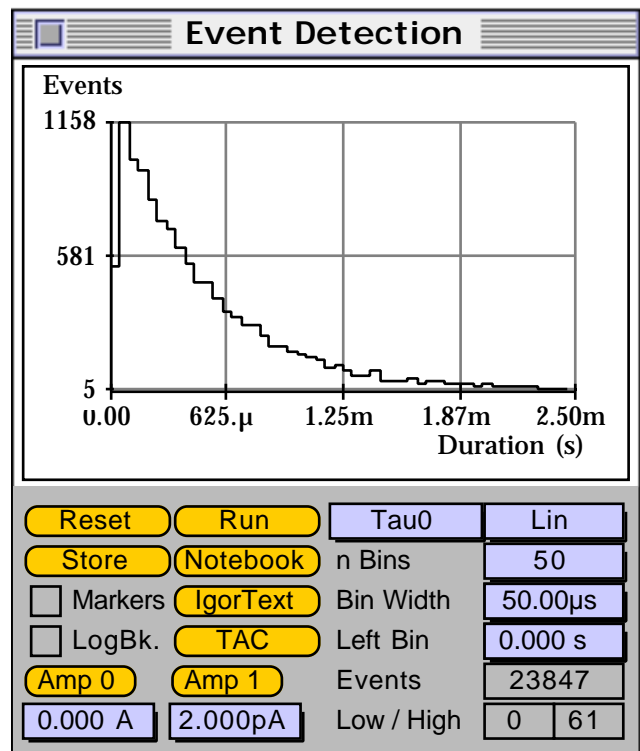 Event Detection
Events
1158
581
5
0.00 625.µ 1.25m 1.87m 2.50m
Duration (s)
Reset Run Tau0 Lin
Store Notebook n Bins 50
Markers IgorText Bin Width 50.00µs
LogBk. TAC Left Bin 0.000 s
Amp 0 Amp 1 Events 23847
0.000 A 2.000pA Low / High 0 61